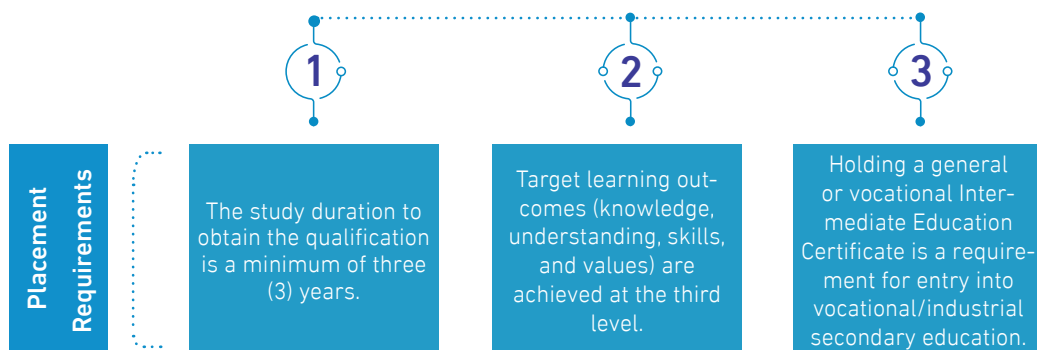 1
2
3
Placement
Requirements
The study duration to
obtain the qualification
is a minimum of three
(3) years.
Target learning out-
comes (knowledge,
understanding, skills,
and values) are
achieved at the third
level.
Holding a general
or vocational Inter-
mediate Education
Certificate is a require-
ment for entry into
vocational/industrial
secondary education.